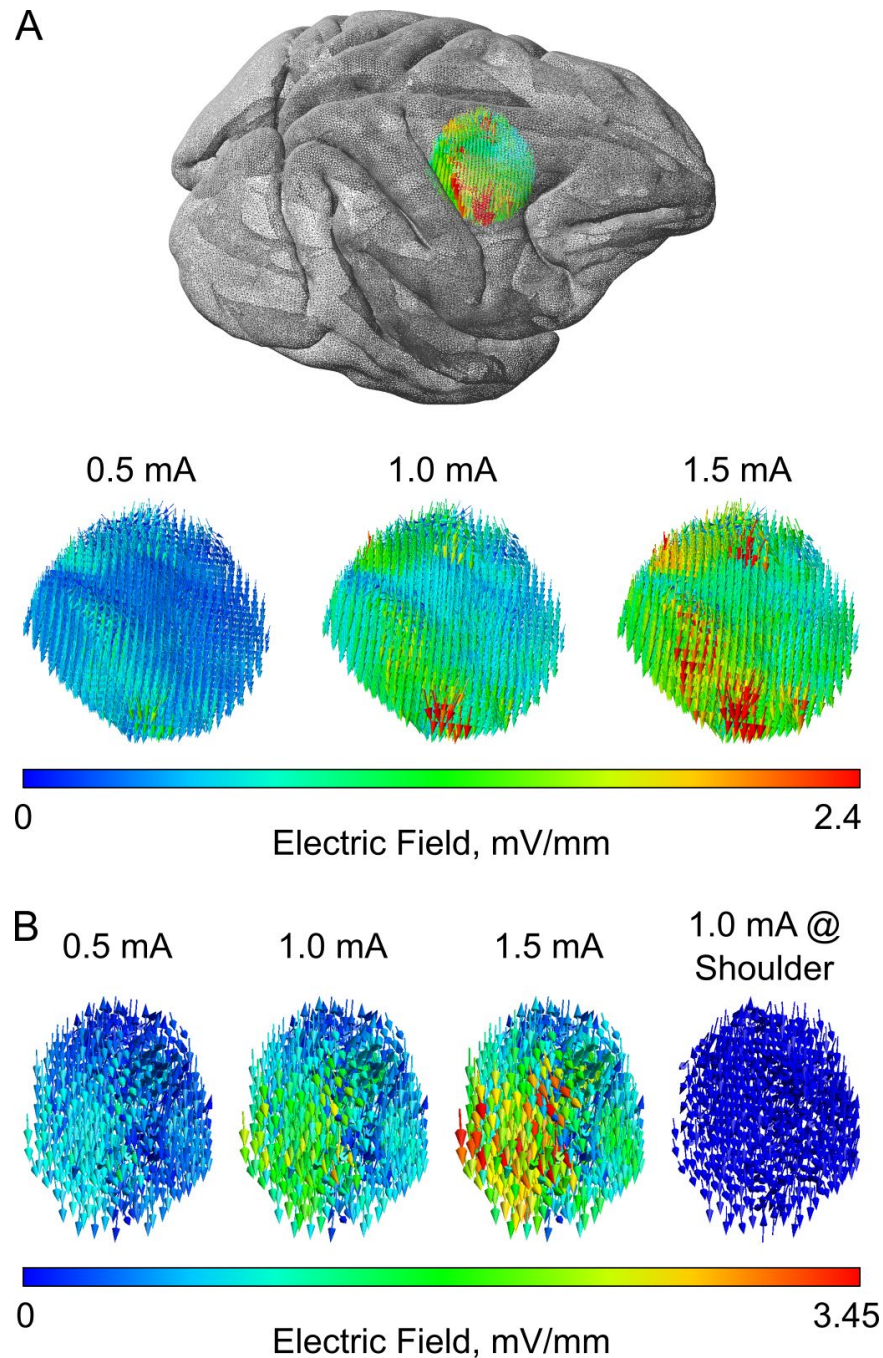 A
0.5 mA 1.0 mA 1.5 mA
0 2.4
Electric Field, mV/mm
B
0.5 mA 1.0 mA 1.5 mA 1.0 mA @
Shoulder
0 3.45
Electric Field, mV/mm